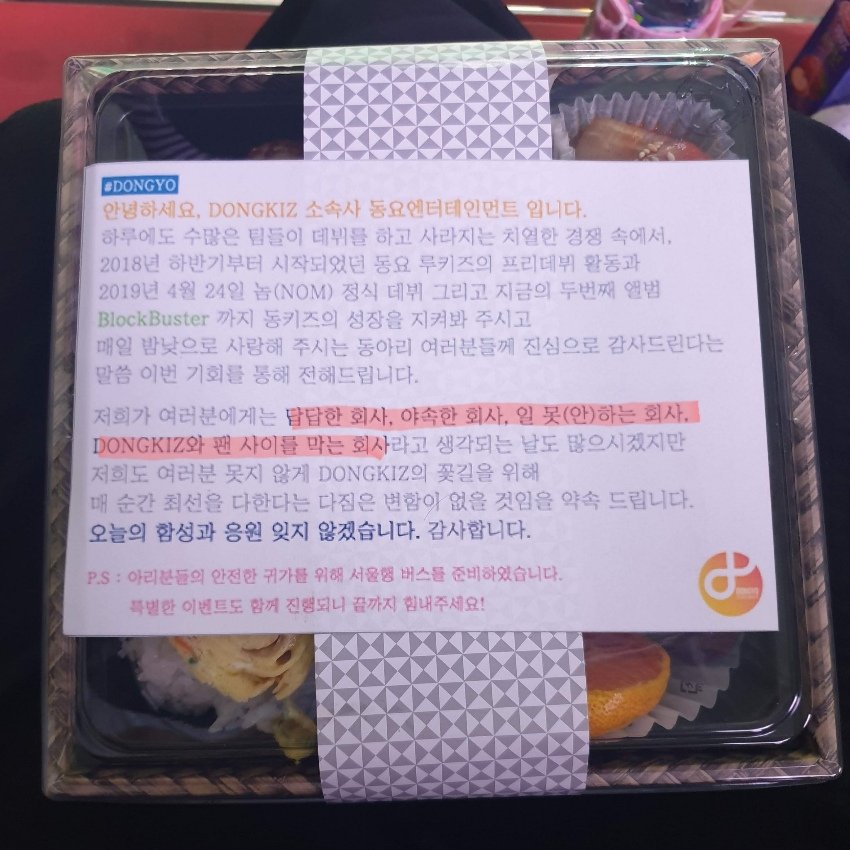 #DONGYO
안녕하세요, DONGKIZ 소속사 동요엔터테인먼트 입니다.
하루에도 수많은 팀들이 데뷔를 하고 사라지는 치열한 경쟁 속에서,
2018년 하반기부터 시작되었던 동요 루키즈의 프리데뷔 활동과
2019년 4월 24일 놈(NOM) 정식 데뷔 그리고 지금의 두번째 앨범
BlockBuster 까지 동키즈의 성장을 지켜봐 주시고
매일 밤낮으로 사랑해 주시는 동아리 여러분들께 진심으로 감사드린다는
말씀 이번 기회를 통해 전해드립니다.
저희가 여러분에게는 답답한 회사, 야속한 회사, 일 못(안)하는 회사,
DONGKIZ와 팬 사이를 막는 회사라고 생각되는 날도 많으시겠지만
저희도 여러분 못지 않게 DONGKIZ의 꽃길을 위해
매 순간 최선을 다한다는 다짐은 변함이 없을 것임을 약속 드립니다.
오늘의 함성과 응원 잊지 않겠습니다. 감사합니다.
P.S : 아리분들의 안전한 귀가를 위해 서울행 버스를 준비하였습니다.
특별한 이벤트도 함께 진행되니 끝까지 힘내주세요!